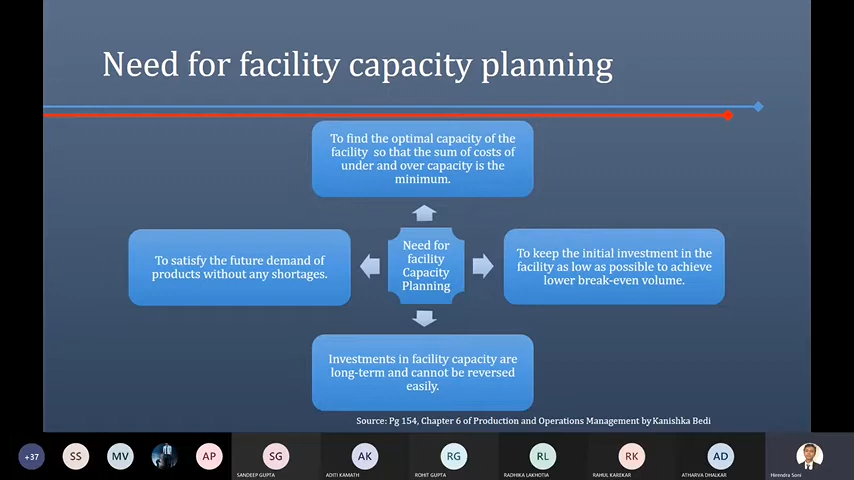 Need for facility capacity planning
To find the optimal capacity of the
facility so that the sum of costs of
under and over capacity is the
minimum.
To satisfy the future demand of
products without any shortages.
Need for
facility
Capacity
Planning
To keep the initial investment in the
facility as low as possible to achieve
lower break-even volume.
Investments in facility capacity are
long-term and cannot be reversed
easily.
Source: Pg 154, Chapter 6 of Production and Operations Management by Kanishka Bedi
+37
SS
MV
AP
SG
AK
RG
RL
RK
AD
SANDEEP GUPTA
ADITI KAMATH
ROHIT GUPTA
RADHIKA LAKHOTIA
RAHUL KAREKAR
ATHARVA DHALKAR
Hirendra Soni